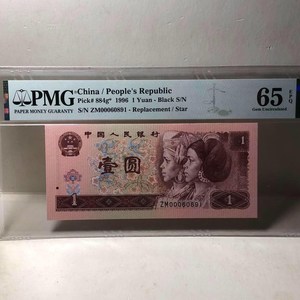 PMG
PAPER MONEY GUARANTY
China / People's Republic
Pick# 884g* 1996 1 Yuan - Black S/N
S/N ZM00060891 - Replacement / Star
65 EPQ
Gem Uncirculated
中国人民银行
1
壹圆
1
ZM00060891